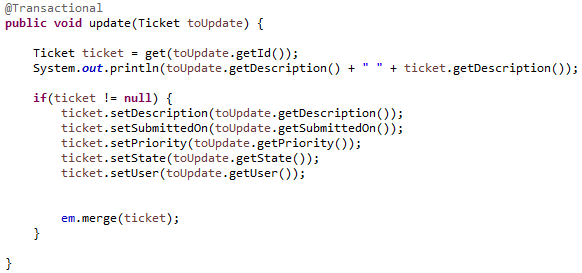 @Transactional
public void update(Ticket toUpdate) {
Ticket ticket = get(toUpdate.getId());
System.out.println(toUpdate.getDescription() + " " + ticket.getDescription());
if(ticket != null) {
ticket.setDescription(toUpdate.getDescription());
ticket.setSubmittedOn(toUpdate.getSubmittedOn());
ticket.setPriority(toUpdate.getPriority());
ticket.setState(toUpdate.getState());
ticket.setUser(toUpdate.getUser());
em.merge(ticket);
}
}